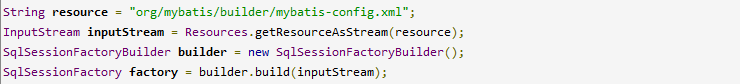 String resource = "org/mybatis/builder/mybatis-config.xml";
InputStream inputStream = Resources.getResourceAsStream(resource);
SqlSessionFactoryBuilder builder = new SqlSessionFactoryBuilder();
SqlSessionFactory factory = builder.build(inputStream);